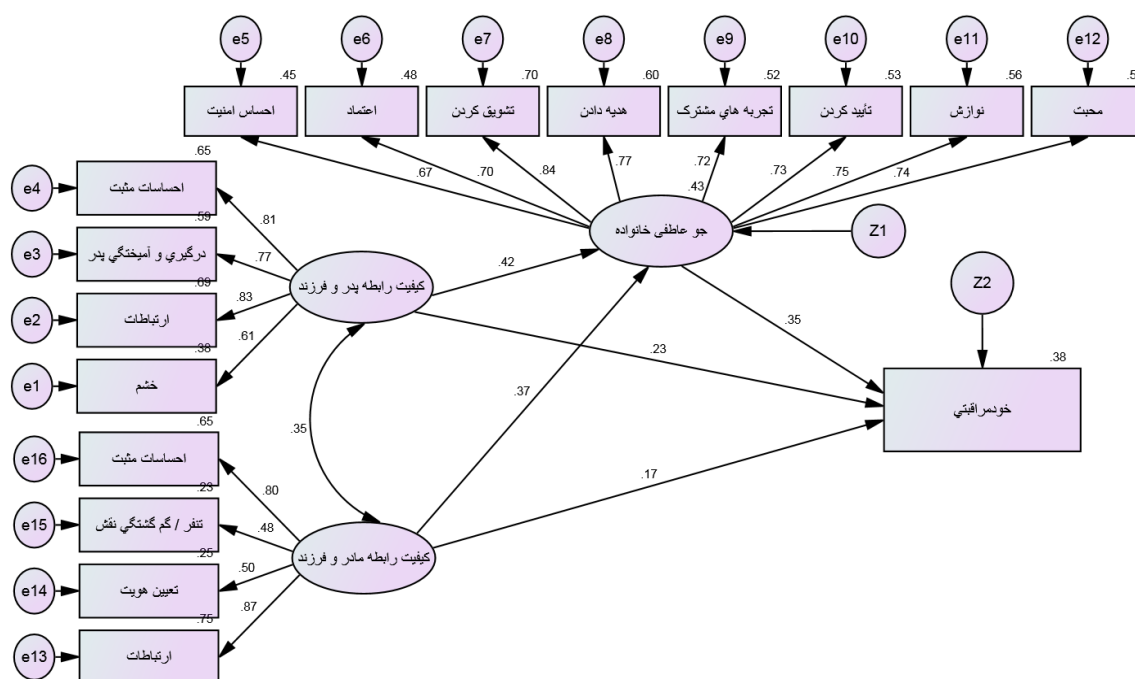 e5
e6
e7
e8
e9
e10
e11
e12
.45
.48
.70
.60
.52
.53
.56
احساس امنيت
اعتماد
تشويق كردن
هديه دادن
تجربه هاي مشترک
تأييد كردن
نوازش
محبت
.67
.70
.84
.77
.72
.73
.75
.74
.43
جو عاطفى خانواده
Z1
Z2
e4
.65
احساسات مثبت
.81
e3
.59
درگيري و آميختگي پدر
.77
e2
.69
ارتباطات
.83
e1
.38
خشم
.61
كيفيت رابطه پدر و فرزند
.42
.23
.35
.38
خودمراقبتي
.35
.37
.17
e16
.65
احساسات مثبت
.80
e15
.23
تنفر / گم گشتگي نقش
.48
e14
.25
تعيين هويت
.50
e13
.75
ارتباطات
.87
كيفيت رابطه مادر و فرزند